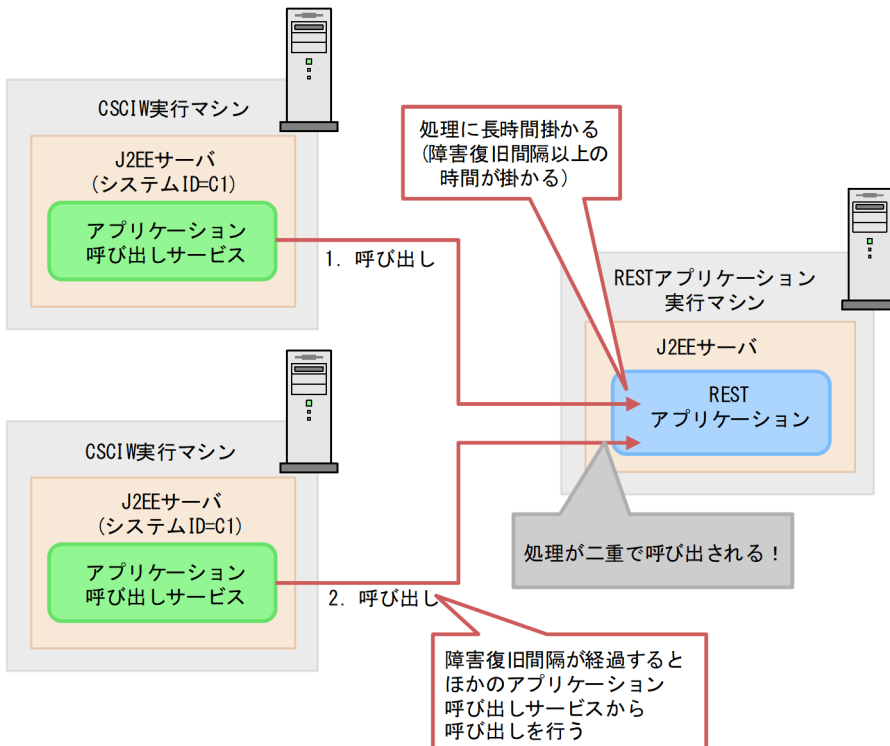 CSCIW実行マシン
J2EEサーバ
(システムID=C1)
アプリケーション
呼び出しサービス
1. 呼び出し
処理に長時間掛かる
(障害復旧間隔以上の
時間が掛かる)
RESTアプリケーション
実行マシン
J2EEサーバ
REST
アプリケーション
処理が二重で呼び出される！
CSCIW実行マシン
J2EEサーバ
(システムID=C1)
アプリケーション
呼び出しサービス
2. 呼び出し
障害復旧間隔が経過すると
ほかのアプリケーション
呼び出しサービスから
呼び出しを行う